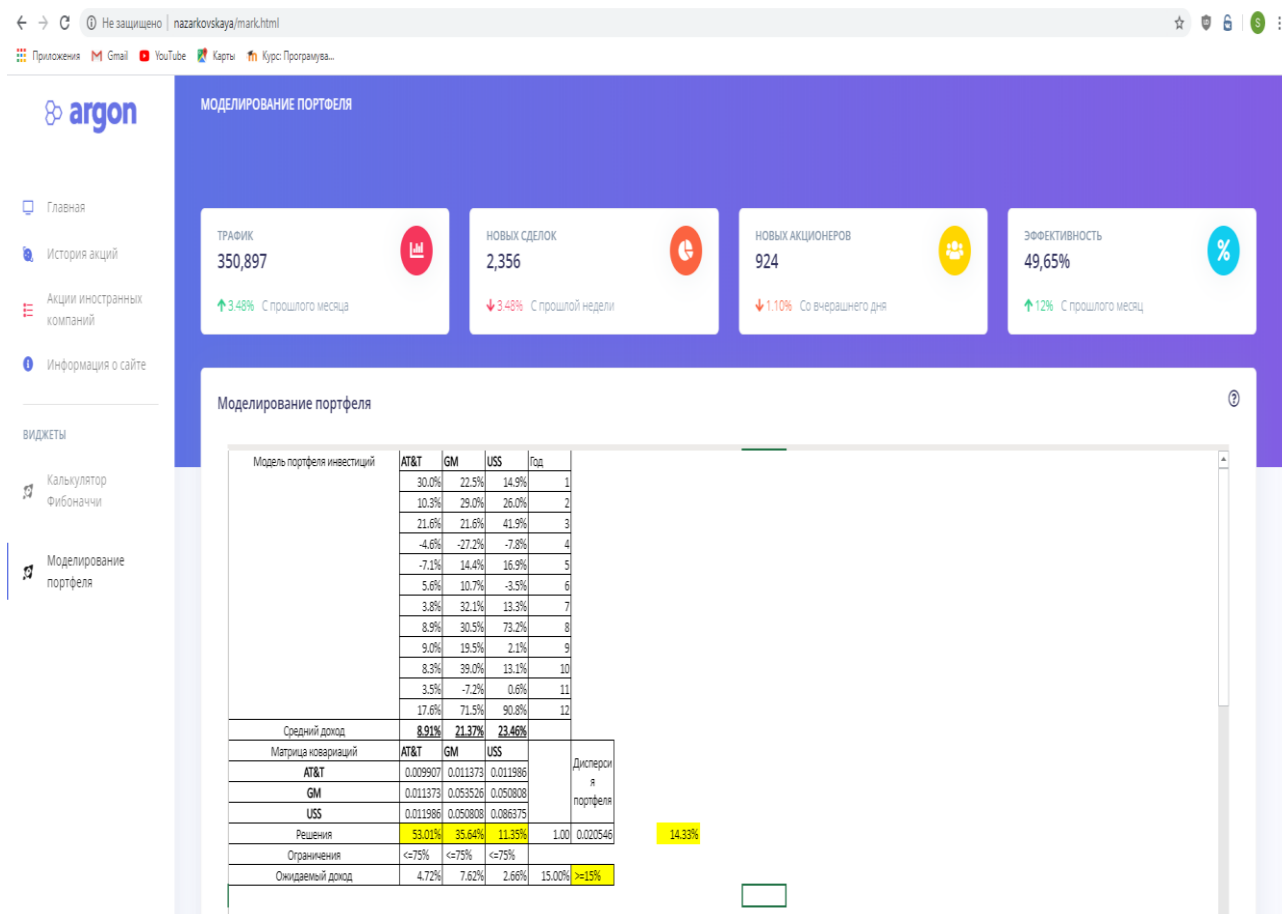 Не защищено | nazarkovskaya/mark.html
Приложения Gmail YouTube Карты Курс: Програмува...
argon
МОДЕЛИРОВАНИЕ ПОРТФЕЛЯ
Главная
История акций
Акции иностранных
компаний
Информация о сайте
ВИДЖЕТЫ
Калькулятор
Фибоначчи
Моделирование
портфеля
ТРАФИК
350,897
3.48% С прошлого месяца
НОВЫХ СДЕЛОК
2,356
3.48% С прошлой недели
НОВЫХ АКЦИОНЕРОВ
924
1.10% Со вчерашнего дня
ЭФФЕКТИВНОСТЬ
49,65%
12% С прошлого месяц
Моделирование портфеля
Модель портфеля инвестиций AT&T GM USS Год
30.0% 22.5% 14.9% 1
10.3% 29.0% 26.0% 2
21.6% 21.6% 41.9% 3
-4.6% -27.2% -7.8% 4
-7.1% 14.4% 16.9% 5
5.6% 10.7% -3.5% 6
3.8% 32.1% 13.3% 7
8.9% 30.5% 73.2% 8
9.0% 19.5% 2.1% 9
8.3% 39.0% 13.1% 10
3.5% -7.2% 0.6% 11
17.6% 71.5% 90.8% 12
Средний доход 8.91% 21.37% 23.46%
Матрица ковариаций AT&T GM USS
Дисперси
я
портфеля
AT&T 0.009907 0.011373 0.011986
GM 0.011373 0.053526 0.050808
USS 0.011986 0.050808 0.086375
Решения 53.01% 35.64% 11.35% 1.00 0.020546 14.33%
Ограничения <=75% <=75% <=75%
Ожидаемый доход 4.72% 7.62% 2.66% 15.00% >=15%